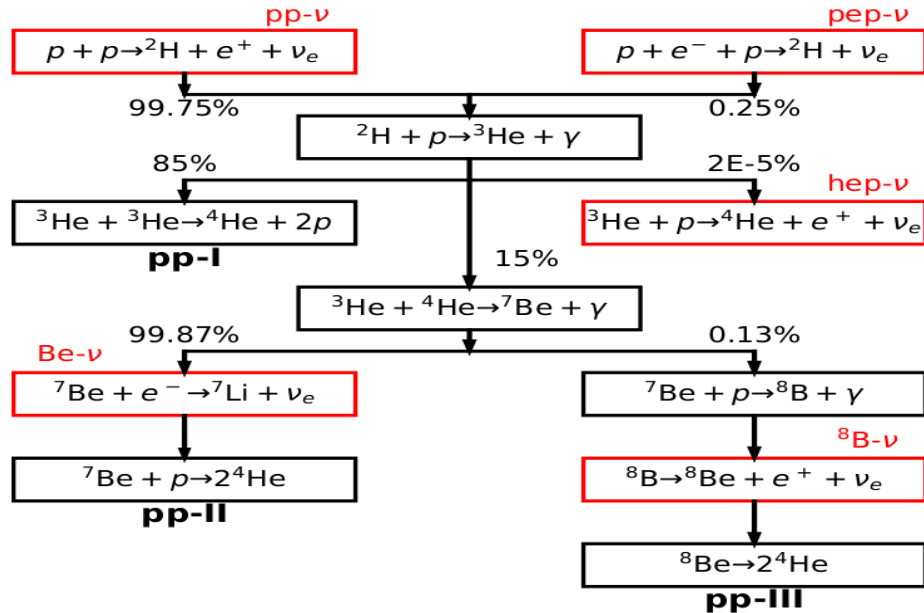 pp-ν pep-ν
p + p→²H + e⁺ + νₑ p + e⁻ + p→²H + νₑ
99.75% 0.25%
²H + p→³He + γ
85% 2E-5%
hep-ν
³He + ³He→⁴He + 2p ³He + p→⁴He + e⁺ + νₑ
pp-I
15%
³He + ⁴He→⁷Be + γ
99.87% 0.13%
Be-ν
⁷Be + e⁻→⁷Li + νₑ ⁷Be + p→⁸B + γ
⁸B-ν
⁷Be + p→2⁴He ⁸B→⁸Be + e⁺ + νₑ
pp-II
⁸Be→2⁴He
pp-III